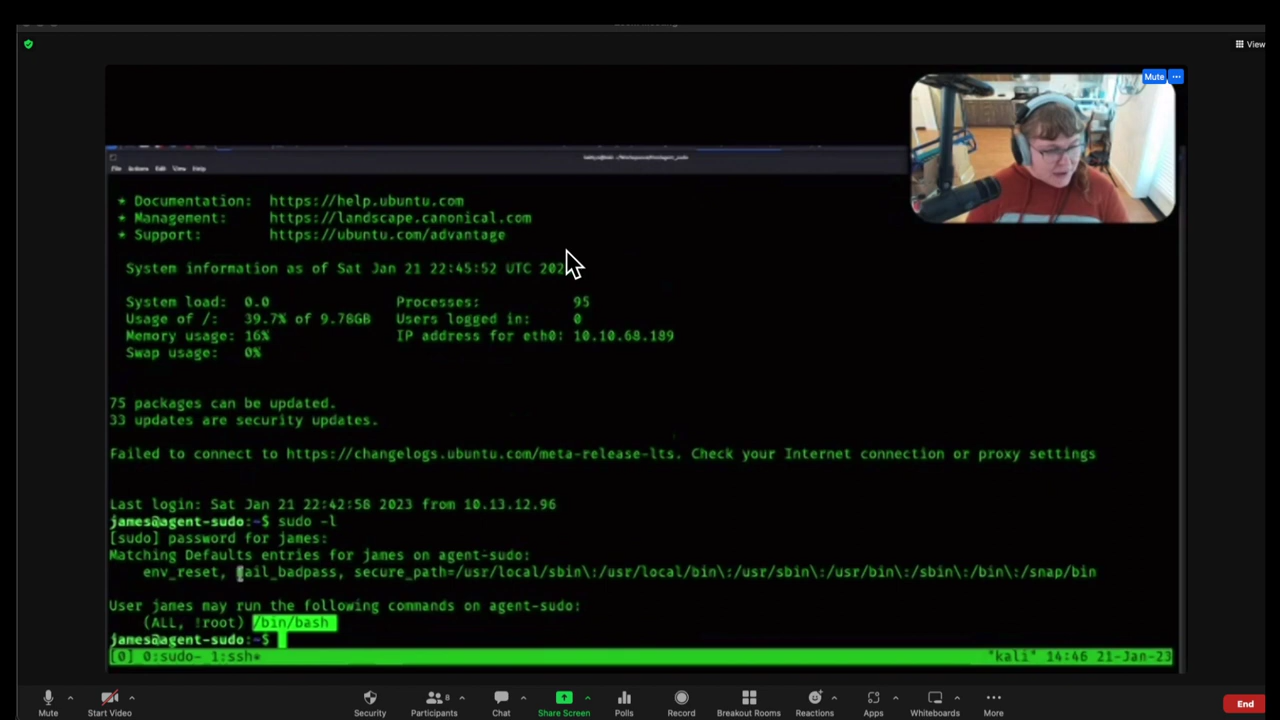 View
Mute ...
File Actions Edit View Help
* Documentation: https://help.ubuntu.com
* Management: https://landscape.canonical.com
* Support: https://ubuntu.com/advantage
System information as of Sat Jan 21 22:45:52 UTC 202
System load: 0.0 Processes: 95
Usage of /: 39.7% of 9.78GB Users logged in: 0
Memory usage: 16% IP address for eth0: 10.10.68.189
Swap usage: 0%
75 packages can be updated.
33 updates are security updates.
Failed to connect to https://changelogs.ubuntu.com/meta-release-lts. Check your Internet connection or proxy settings
Last login: Sat Jan 21 22:42:58 2023 from 10.13.12.96
james@agent-sudo:~$ sudo -l
[sudo] password for james:
Matching Defaults entries for james on agent-sudo:
env_reset, mail_badpass, secure_path=/usr/local/sbin\:/usr/local/bin\:/usr/sbin\:/usr/bin\:/sbin\:/bin\:/snap/bin
User james may run the following commands on agent-sudo:
(ALL, !root) /bin/bash
james@agent-sudo:~$
[0] 0:sudo- 1:ssh* "kali" 14:46 21-Jan-23
Mute Start Video Security Participants 8 Chat Share Screen Polls Record Breakout Rooms Reactions Apps Whiteboards More End